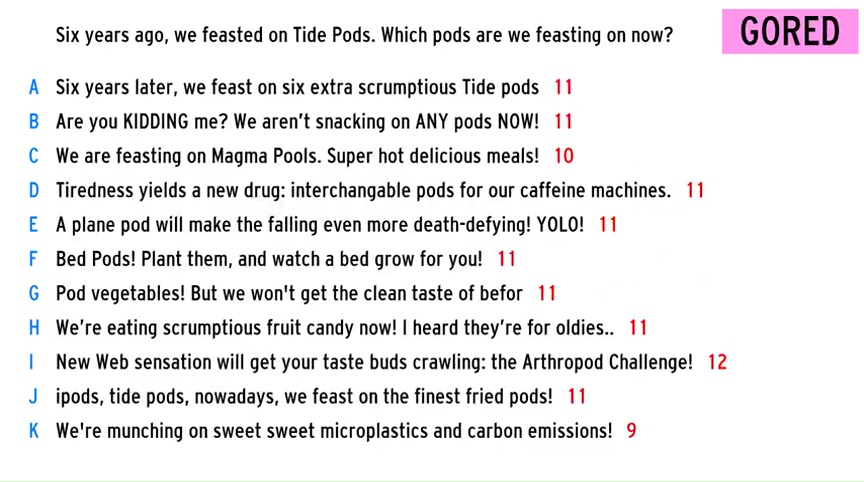 Six years ago, we feasted on Tide Pods. Which pods are we feasting on now?
GORED
A Six years later, we feast on six extra scrumptious Tide pods 11
B Are you KIDDING me? We aren't snacking on ANY pods NOW! 11
C We are feasting on Magma Pools. Super hot delicious meals! 10
D Tiredness yields a new drug: interchangable pods for our caffeine machines. 11
E A plane pod will make the falling even more death-defying! YOLO! 11
F Bed Pods! Plant them, and watch a bed grow for you! 11
G Pod vegetables! But we won't get the clean taste of befor 11
H We're eating scrumptious fruit candy now! I heard they're for oldies.. 11
I New Web sensation will get your taste buds crawling: the Arthropod Challenge! 12
J ipods, tide pods, nowadays, we feast on the finest fried pods! 11
K We're munching on sweet sweet microplastics and carbon emissions! 9